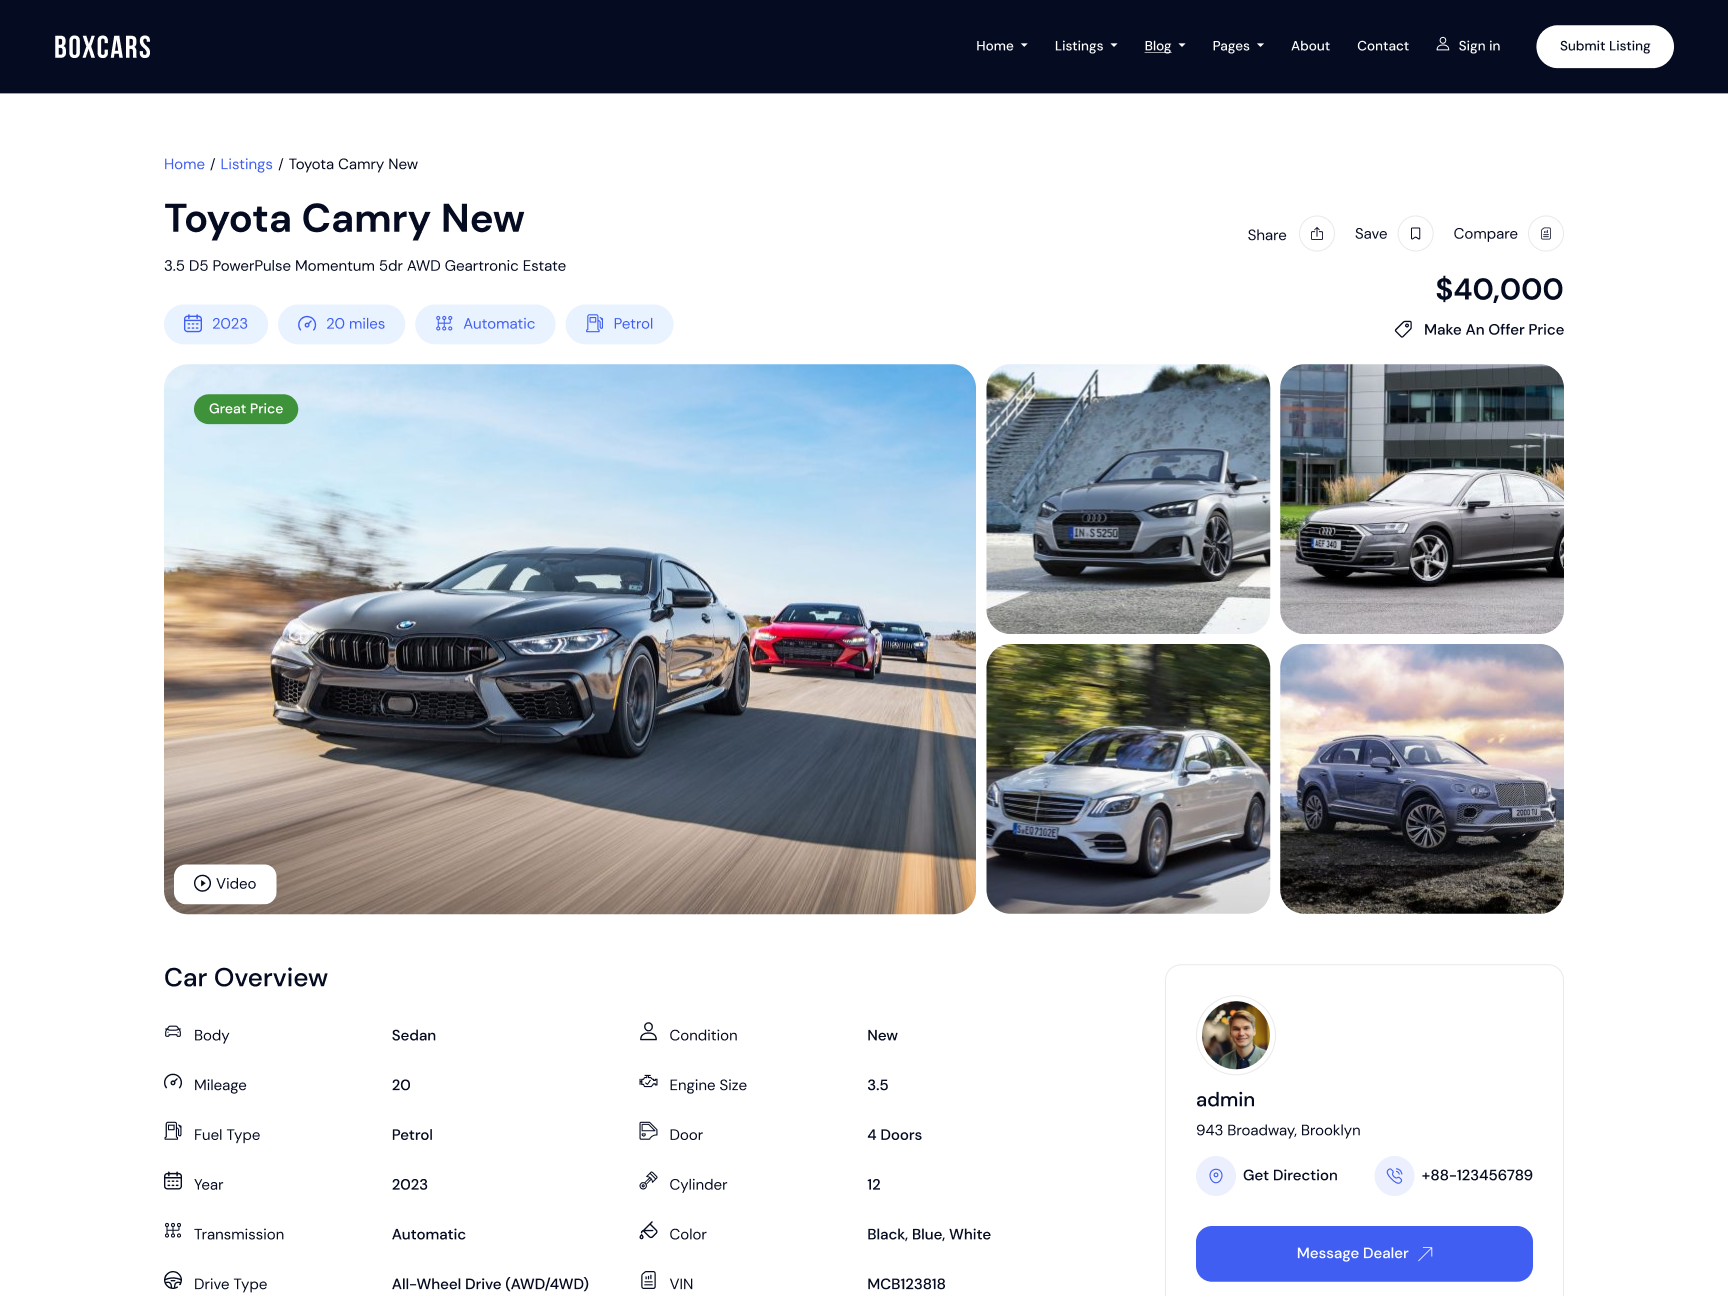 BOXCARS
Home Listings Blog Pages About Contact Sign in Submit Listing
Home / Listings / Toyota Camry New
Toyota Camry New
3.5 D5 PowerPulse Momentum 5dr AWD Geartronic Estate
Share Save Compare
$40,000
Make An Offer Price
2023 20 miles Automatic Petrol
Great Price
IN S 5250
AEF 340
S EQ 7102E
2000 TU
Video
Car Overview
Body Sedan Condition New
Mileage 20 Engine Size 3.5
Fuel Type Petrol Door 4 Doors
Year 2023 Cylinder 12
Transmission Automatic Color Black, Blue, White
Drive Type All-Wheel Drive (AWD/4WD) VIN MCB123818
admin
943 Broadway, Brooklyn
Get Direction +88-123456789
Message Dealer